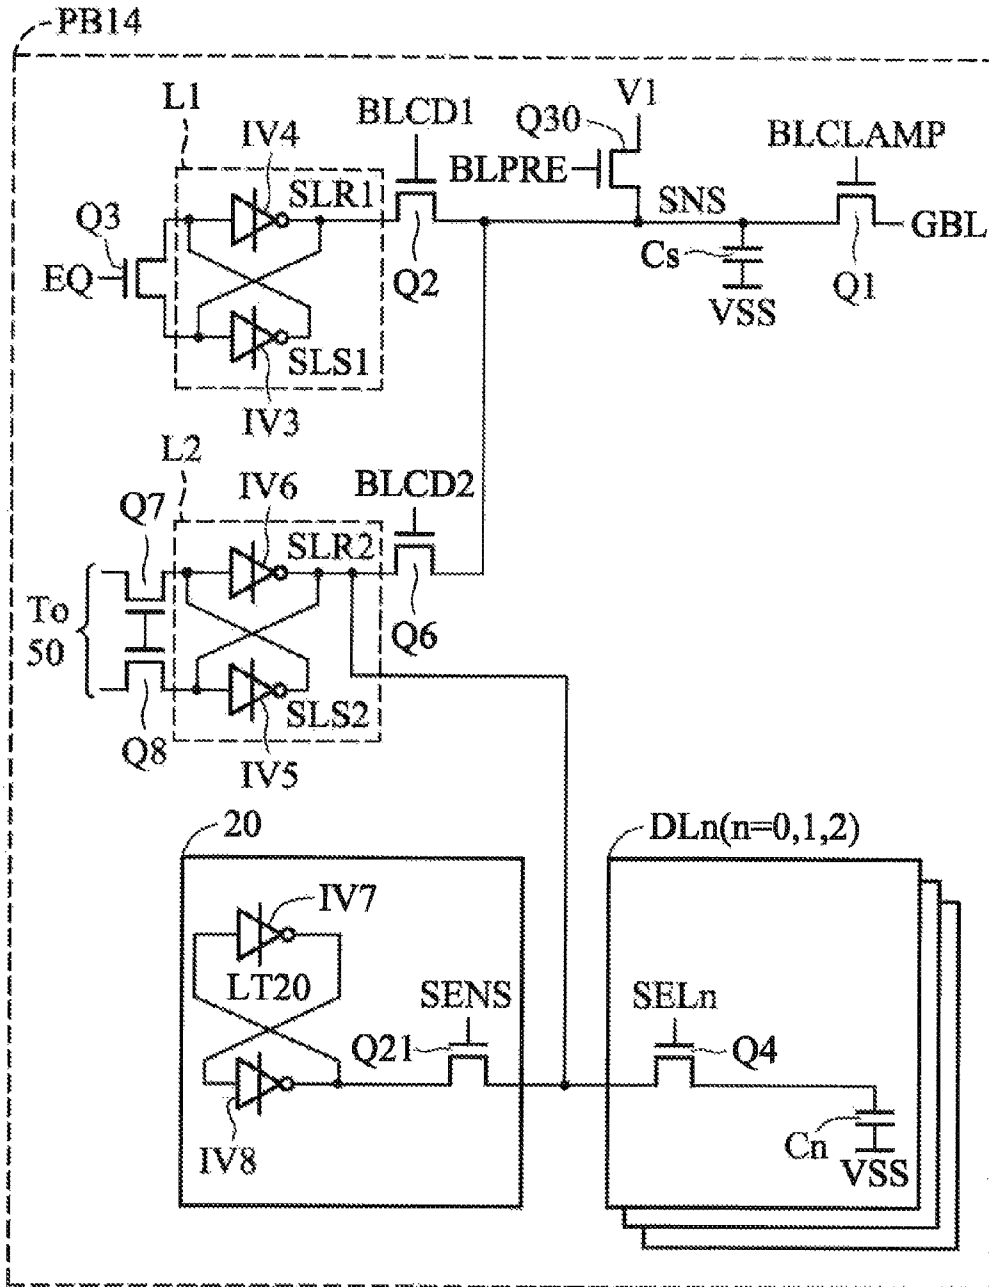 PB14
V1
L1
BLCD1
Q30
BLCLAMP
IV4
BLPRE
SLR1
SNS
Q3
GBL
EQ
Q2
Cs
Q1
VSS
SLS1
IV3
L2
IV6
BLCD2
Q7
SLR2
To
50
Q6
SLS2
Q8
IV5
20
DLn(n=0,1,2)
IV7
LT20
SENS
SELn
Q21
Q4
Cn
IV8
VSS